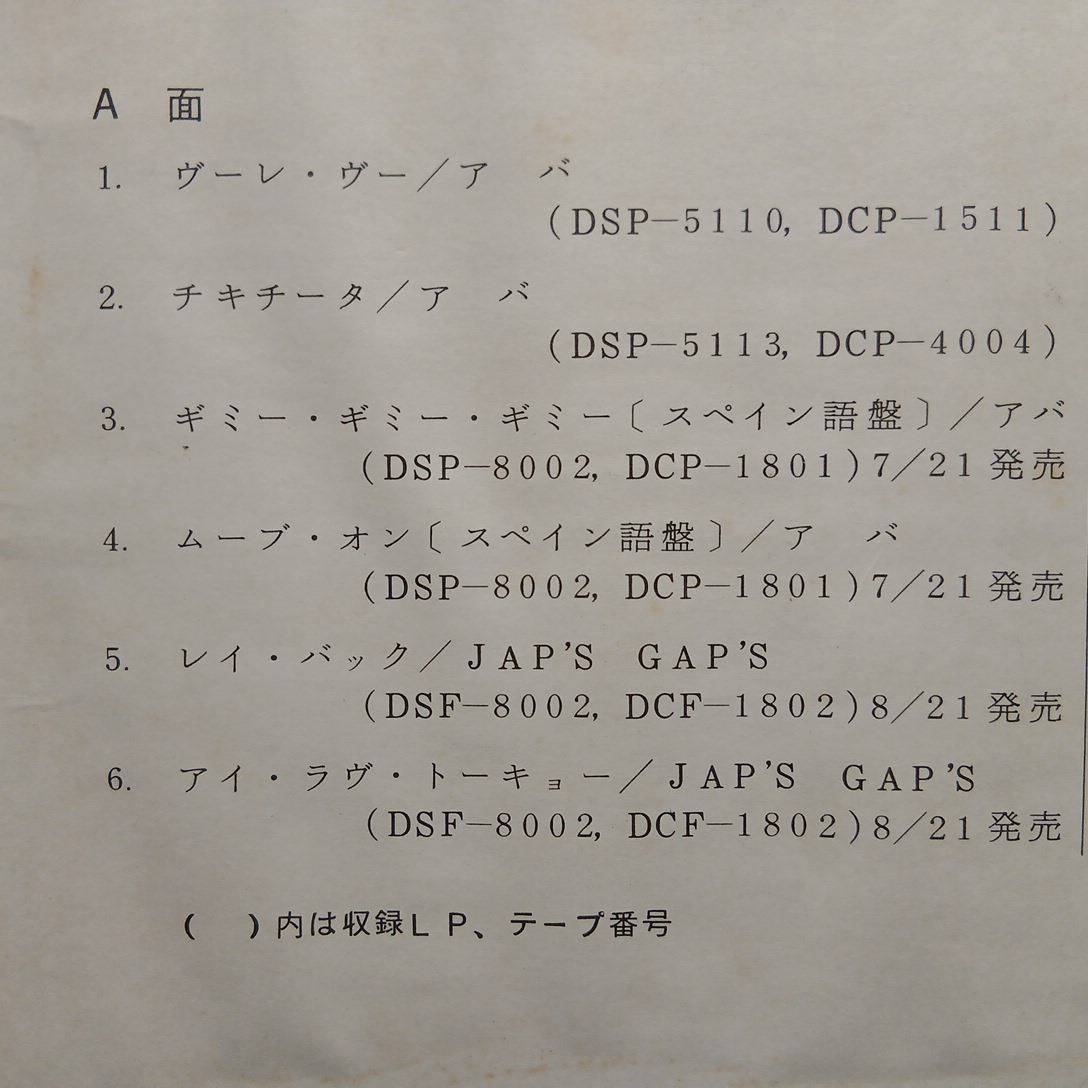 A 面
1. ヴーレ・ヴー／ア バ
(DSP－5110, DCP－1511)
2. チキチータ／ア バ
(DSP－5113, DCP－4004)
3. ギミー・ギミー・ギミー〔スペイン語盤〕／アバ
(DSP－8002, DCP－1801)7／21 発売
4. ムーブ・オン〔スペイン語盤〕／ア バ
(DSP－8002, DCP－1801)7／21 発売
5. レイ・バック／JAP'S GAP'S
(DSF－8002, DCF－1802)8／21 発売
6. アイ・ラヴ・トーキョー／JAP'S GAP'S
(DSF－8002, DCF－1802)8／21 発売
( )内は収録LP、テープ番号